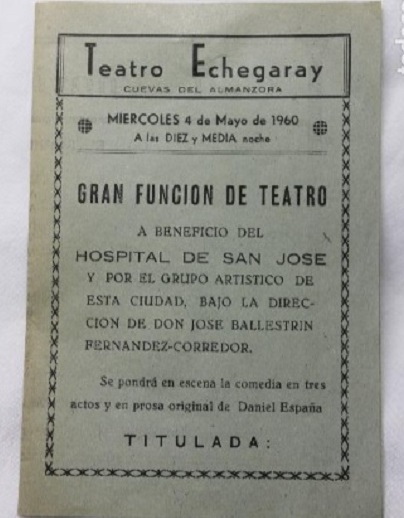 Teatro Echegaray
CUEVAS DEL ALMANZORA
MIERCOLES 4 de Mayo de 1960
A las DIEZ y MEDIA noche
GRAN FUNCION DE TEATRO
A BENEFICIO DEL
HOSPITAL DE SAN JOSE
Y POR EL GRUPO ARTISTICO DE
ESTA CIUDAD, BAJO LA DIREC-
CION DE DON JOSE BALLESTRIN
FERNANDEZ-CORREDOR.
Se pondrá en escena la comedia en tres
actos y en prosa original de Daniel España
TITULADA: